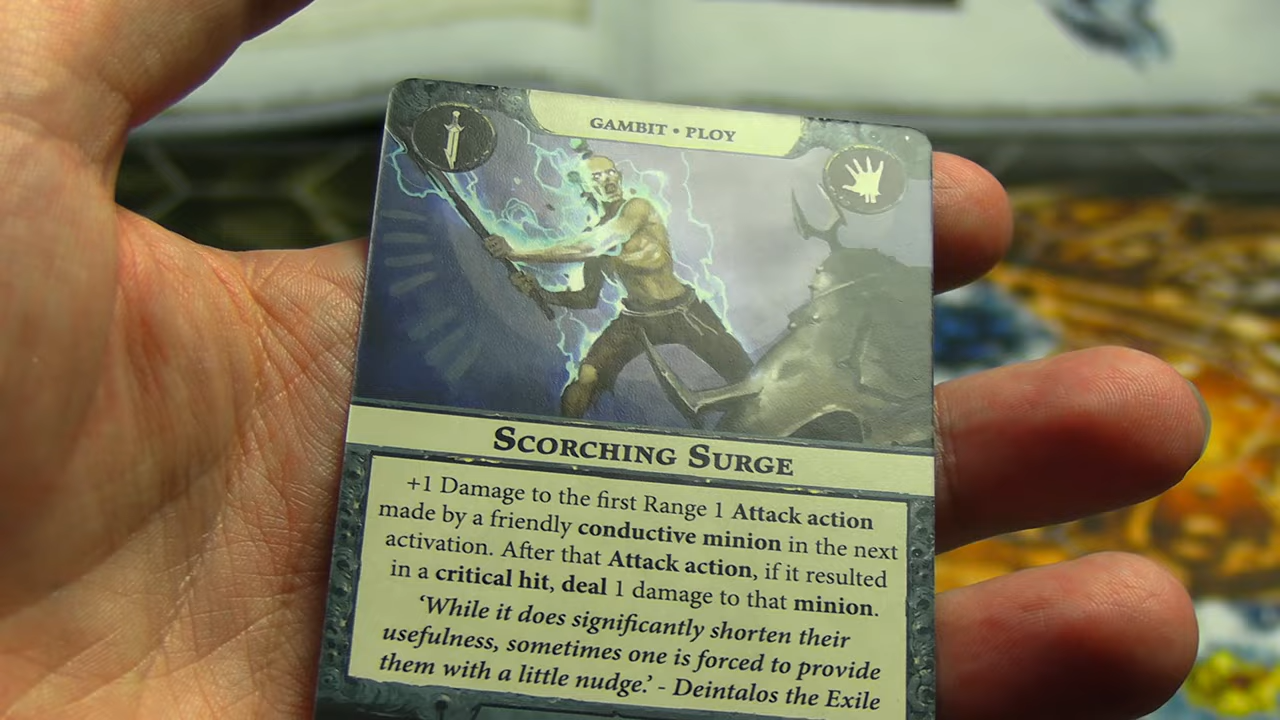 GAMBIT • PLOY
SCORCHING SURGE
+1 Damage to the first Range 1 Attack action
made by a friendly conductive minion in the next
activation. After that Attack action, if it resulted
in a critical hit, deal 1 damage to that minion.
‘While it does significantly shorten their
usefulness, sometimes one is forced to provide
them with a little nudge.’ - Deintalos the Exile